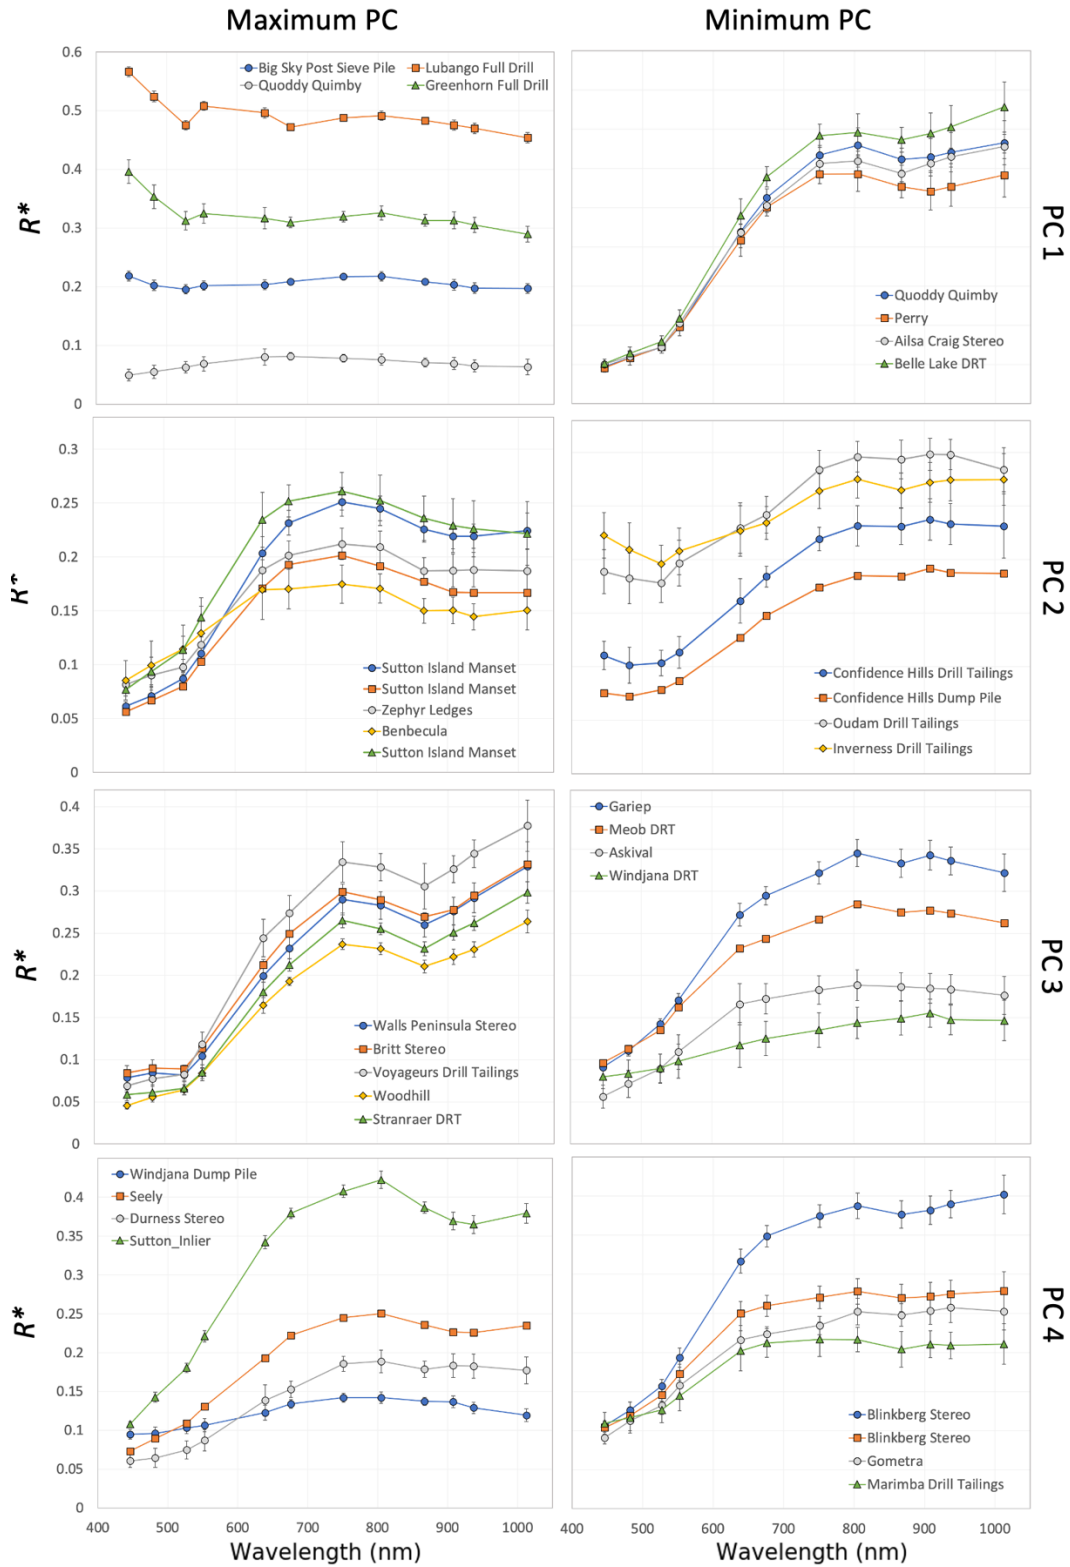 Maximum PC
Minimum PC
0.6
0.5
0.4
0.3
0.2
0.1
0
R*
Big Sky Post Sieve Pile
Lubango Full Drill
Quoddy Quimby
Greenhorn Full Drill
Quoddy Quimby
Perry
Ailsa Craig Stereo
Belle Lake DRT
PC 1
0.3
0.25
0.2
0.15
0.1
0.05
0
R*
Sutton Island Manset
Sutton Island Manset
Zephyr Ledges
Benbecula
Sutton Island Manset
Confidence Hills Drill Tailings
Confidence Hills Dump Pile
Oudam Drill Tailings
Inverness Drill Tailings
PC 2
0.4
0.35
0.3
0.25
0.2
0.15
0.1
0.05
0
R*
Walls Peninsula Stereo
Britt Stereo
Voyageurs Drill Tailings
Woodhill
Stranraer DRT
Gariep
Meob DRT
Askival
Windjana DRT
PC 3
0.4
0.35
0.3
0.25
0.2
0.15
0.1
0.05
0
R*
Windjana Dump Pile
Seely
Durness Stereo
Sutton_Inlier
Blinkberg Stereo
Blinkberg Stereo
Gometra
Marimba Drill Tailings
PC 4
400 500 600 700 800 900 1000
400 500 600 700 800 900 1000
Wavelength (nm)
Wavelength (nm)